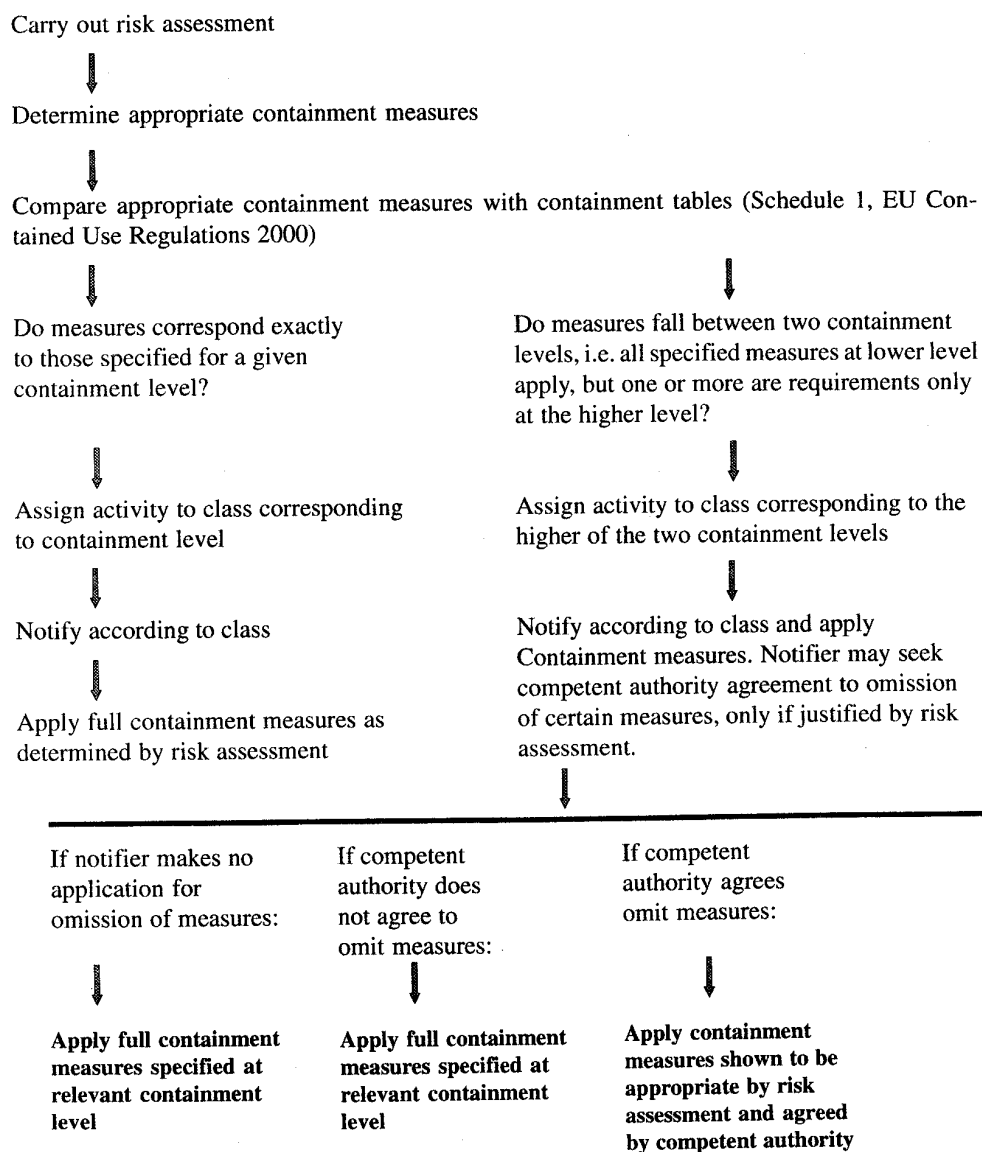 Carry out risk assessment
Determine appropriate containment measures
Compare appropriate containment measures with containment tables (Schedule 1, EU Con-
tained Use Regulations 2000)
Do measures correspond exactly
to those specified for a given
containment level?
Do measures fall between two containment
levels, i.e. all specified measures at lower level
apply, but one or more are requirements only
at the higher level?
Assign activity to class corresponding
to containment level
Assign activity to class corresponding to the
higher of the two containment levels
Notify according to class
Notify according to class and apply
Containment measures. Notifier may seek
competent authority agreement to omission
of certain measures, only if justified by risk
assessment.
Apply full containment measures as
determined by risk assessment
If notifier makes no
application for
omission of measures:
If competent
authority does
not agree to
omit measures:
If competent
authority agrees
omit measures:
Apply full containment
measures specified at
relevant containment
level
Apply full containment
measures specified at
relevant containment
level
Apply containment
measures shown to be
appropriate by risk
assessment and agreed
by competent authority